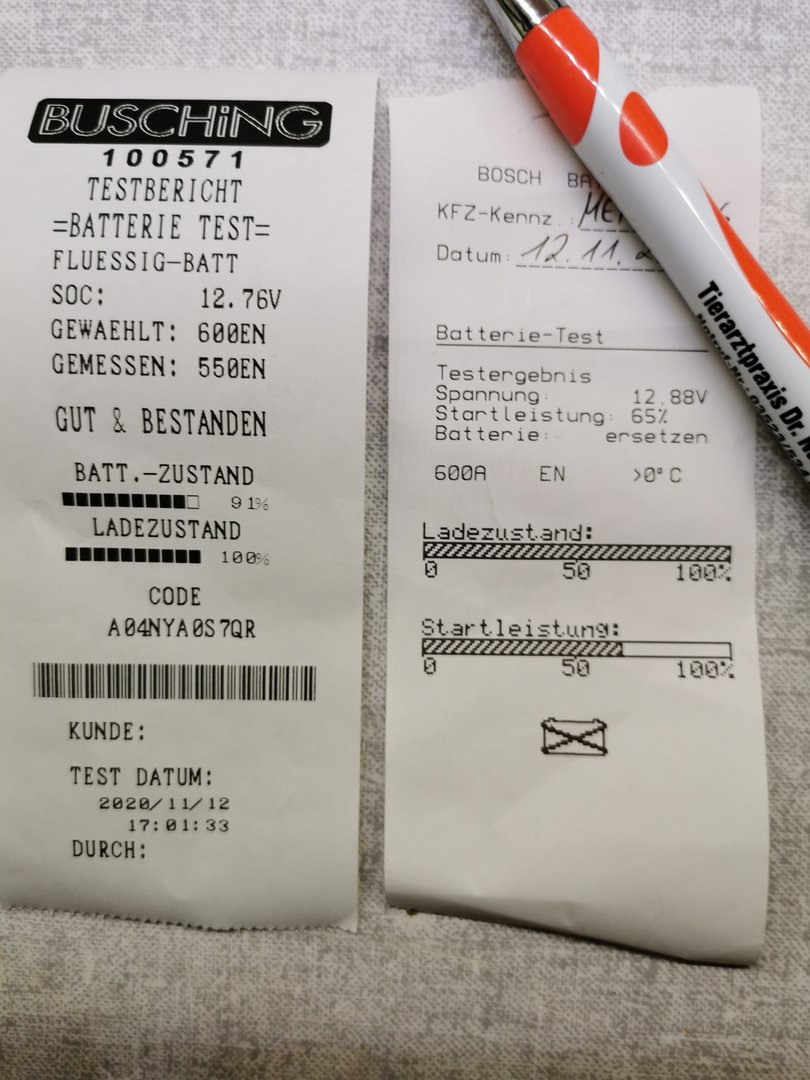 BUSCHiNG
100571
TESTBERICHT
=BATTERIE TEST=
FLUESSIG-BATT
SOC: 12.76V
GEWAEHLT: 600EN
GEMESSEN: 550EN
GUT & BESTANDEN
BATT.-ZUSTAND
91%
LADEZUSTAND
100%
CODE
A04NYA0S7QR
KUNDE:
TEST DATUM:
2020/11/12
17:01:33
DURCH:
BOSCH
KFZ-Kennz.:
Datum: 12.11.
Batterie-Test
Testergebnis
Spannung: 12.88V
Startleistung: 65%
Batterie: ersetzen
600A EN >0°C
Ladezustand:
0 50 100%
Startleistung:
0 50 100%
Tierarztpraxis Dr.